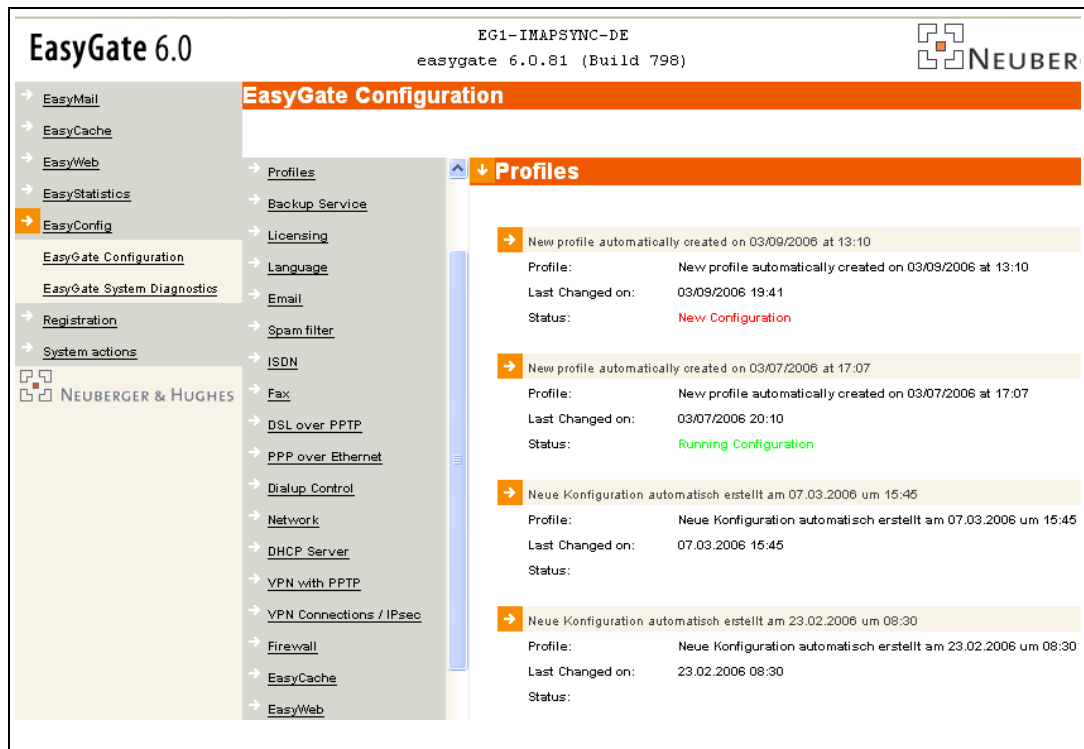 EasyGate 6.0
EG1-IMAPSYNC-DE
easygate 6.0.81 (Build 798)
NEUBER
EasyMail
EasyCache
EasyWeb
EasyStatistics
EasyConfig
EasyGate Configuration
EasyGate System Diagnostics
Registration
System actions
NEUBERGER & HUGHES
EasyGate Configuration
Profiles
Backup Service
Licensing
Language
Email
Spam filter
ISDN
Fax
DSL over PPTP
PPP over Ethernet
Dialup Control
Network
DHCP Server
VPN with PPTP
VPN Connections / IPsec
Firewall
EasyCache
EasyWeb
Profiles
New profile automatically created on 03/09/2006 at 13:10
Profile: New profile automatically created on 03/09/2006 at 13:10
Last Changed on: 03/09/2006 19:41
Status: New Configuration
New profile automatically created on 03/07/2006 at 17:07
Profile: New profile automatically created on 03/07/2006 at 17:07
Last Changed on: 03/07/2006 20:10
Status: Running Configuration
Neue Konfiguration automatisch erstellt am 07.03.2006 um 15:45
Profile: Neue Konfiguration automatisch erstellt am 07.03.2006 um 15:45
Last Changed on: 07.03.2006 15:45
Status:
Neue Konfiguration automatisch erstellt am 23.02.2006 um 08:30
Profile: Neue Konfiguration automatisch erstellt am 23.02.2006 um 08:30
Last Changed on: 23.02.2006 08:30
Status: